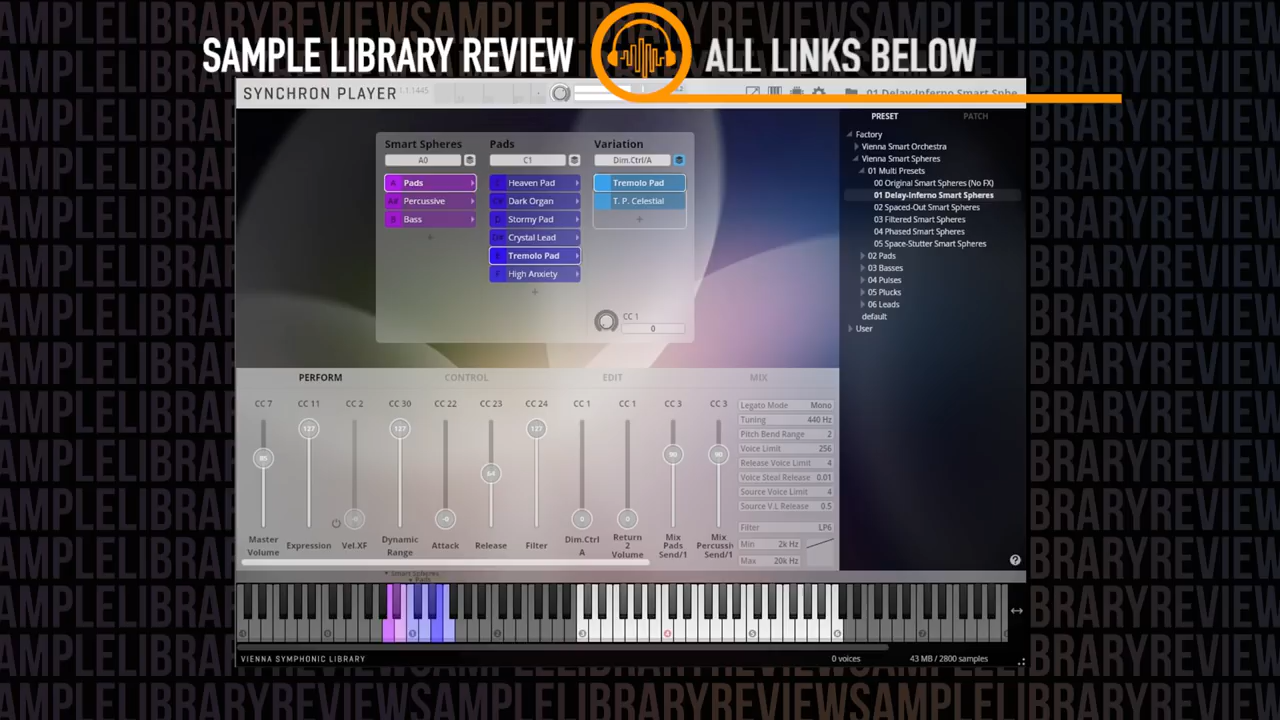 SAMPLE LIBRARY REVIEW ALL LINKS BELOW
SYNCHRON PLAYER 01 Delay-Inferno Smart Sphe
PRESET PATCH
Factory
Vienna Smart Orchestra
Vienna Smart Spheres
01 Multi Presets
00 Original Smart Spheres (No FX)
01 Delay-Inferno Smart Spheres
02 Spaced-Out Smart Spheres
03 Filtered Smart Spheres
04 Phased Smart Spheres
05 Space-Stutter Smart Spheres
02 Pads
03 Basses
04 Pulses
05 Plucks
06 Leads
default
User
Smart Spheres Pads Variation
A0 C1 Dim.Ctrl/A
A Pads Heaven Pad Tremolo Pad
A# Percussive Dark Organ T. P. Celestial
B Bass D Stormy Pad
Crystal Lead
E Tremolo Pad
F High Anxiety
CC 1
0
PERFORM CONTROL EDIT MIX
CC 7 CC 11 CC 2 CC 30 CC 22 CC 23 CC 24 CC 1 CC 1 CC 3 CC 3
127 127 127
85 90 90
64
0 0
Master Volume Expression Vel.XF Dynamic Range Attack Release Filter Dim.Ctrl A Return 2 Volume Mix Pads Send/1 Mix Percussiv Send/1
Legato Mode Mono
Tuning 440 Hz
Pitch Bend Range 2
Voice Limit 256
Release Voice Limit 4
Voice Steal Release 0.01
Source Voice Limit 4
Source V.L Release 0.5
Filter LP6
Min 2k Hz
Max 20k Hz
Smart Spheres
Pads
VIENNA SYMPHONIC LIBRARY 0 voices 43 MB / 2800 samples